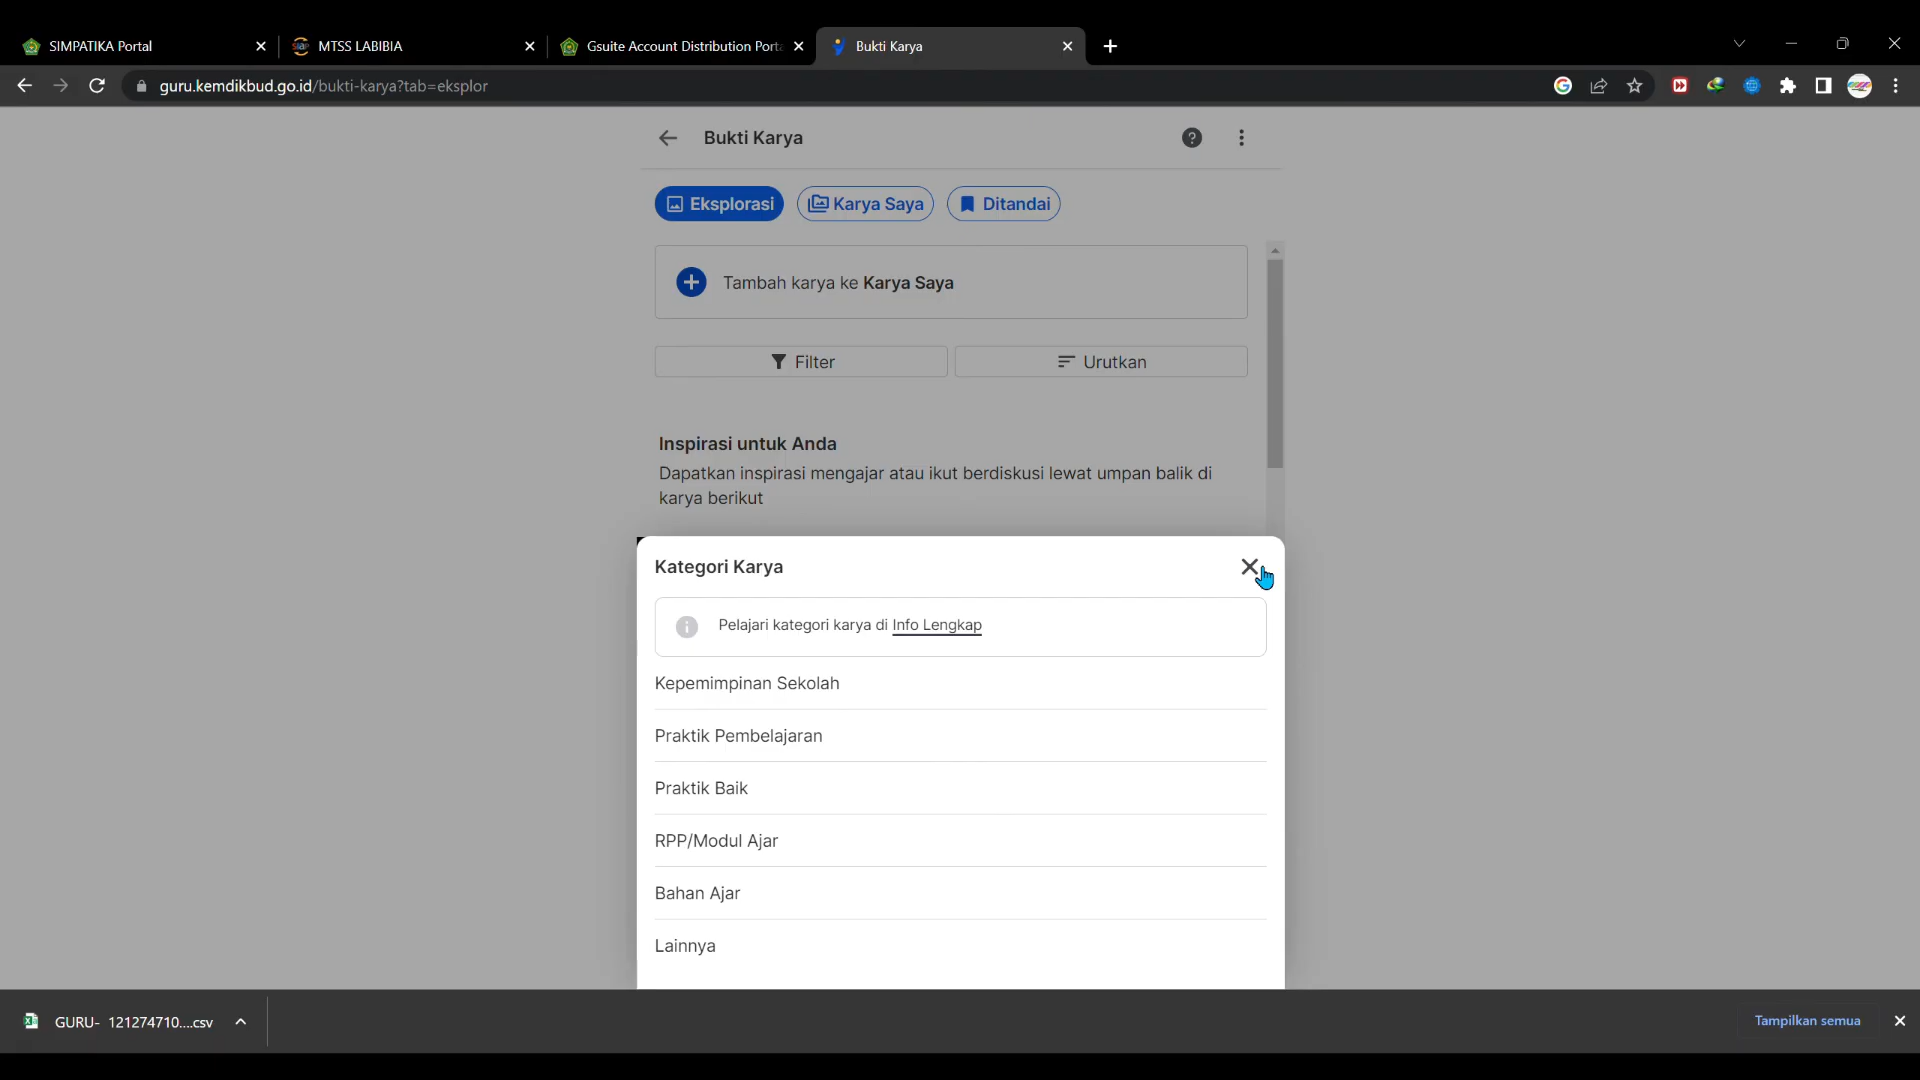 SIMPATIKA Portal
MTSS LABIBIA
Gsuite Account Distribution Port
Bukti Karya
guru.kemdikbud.go.id/bukti-karya?tab=eksplor
Bukti Karya
Eksplorasi
Karya Saya
Ditandai
Tambah karya ke Karya Saya
Filter
Urutkan
Inspirasi untuk Anda
Dapatkan inspirasi mengajar atau ikut berdiskusi lewat umpan balik di
karya berikut
Kategori Karya
Pelajari kategori karya di Info Lengkap
Kepemimpinan Sekolah
Praktik Pembelajaran
Praktik Baik
RPP/Modul Ajar
Bahan Ajar
Lainnya
GURU- 121274710....csv
Tampilkan semua